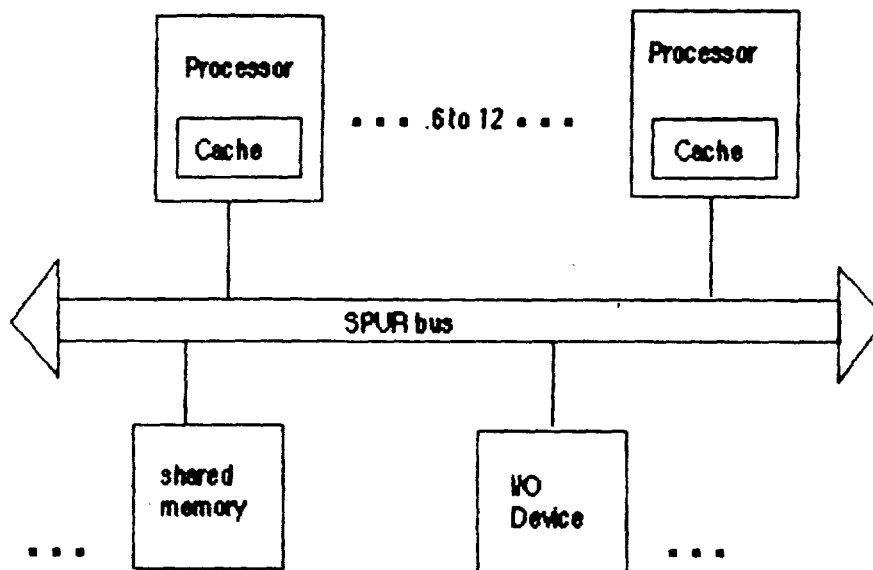 Processor
Cache
. . . .6 to 12 . . .
Processor
Cache
SPUR bus
shared
memory
I/O
Device
. . .
. . .